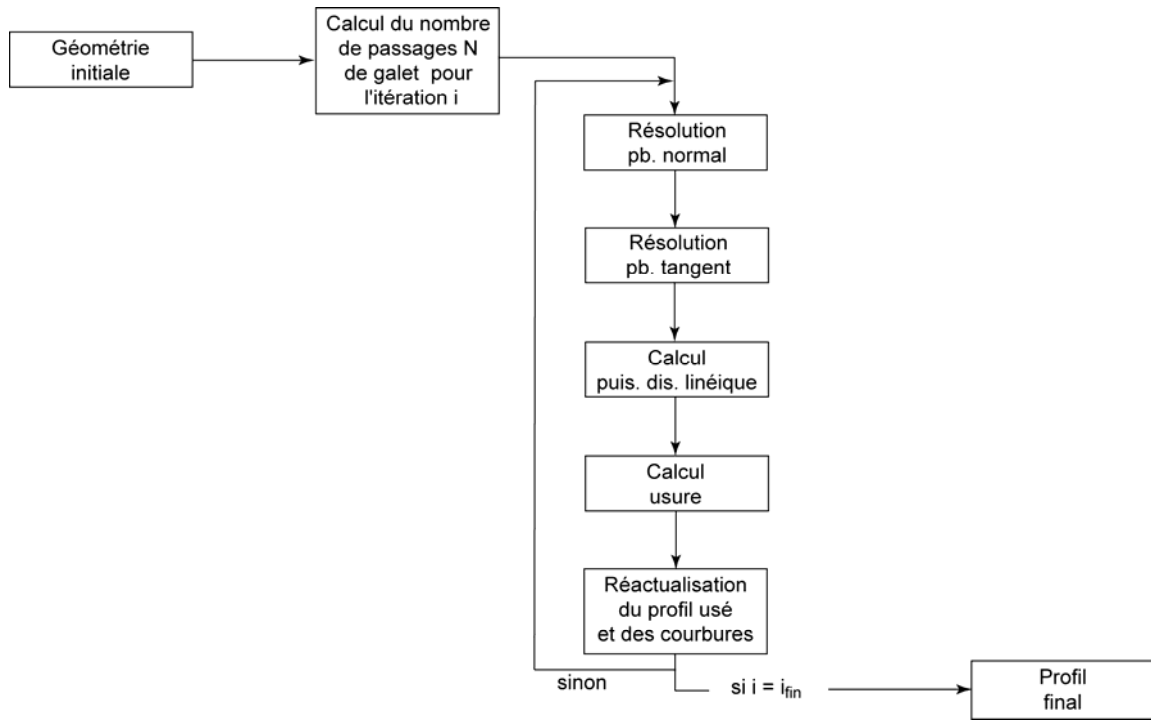 Géométrie
initiale
Calcul du nombre
de passages N
de galet pour
l'itération i
Résolution
pb. normal
Résolution
pb. tangent
Calcul
puis. dis. linéique
Calcul
usure
Réactualisation
du profil usé
et des courbures
sinon
si i = ifin
Profil
final